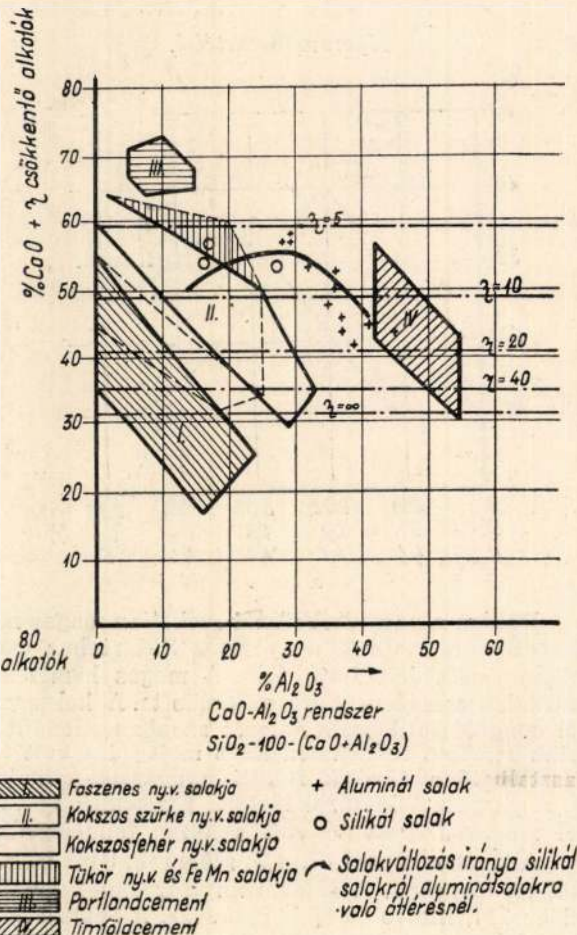 %CaO + η csökkentő alkotók
80
70
60
50
40
30
20
10
III.
II.
I.
IV.
η=5
η=10
η=20
η=40
η=∞
0 10 20 30 40 50 60
80
alkotók
%Al₂O₃ →
CaO-Al₂O₃ rendszer
SiO₂-100-(CaO+Al₂O₃)
I. Faszenes ny.v. salakja
II. Kokszos szürke ny.v. salakja
Kokszosfehér ny.v. salakja
Tükör ny.v. és FeMn salakja
III. Portlandcement
IV. Timföldcement
+ Aluminát salak
o Silikát salak
Salakváltozás iránya silikát
salakról aluminátsalakra
való áttérésnél.